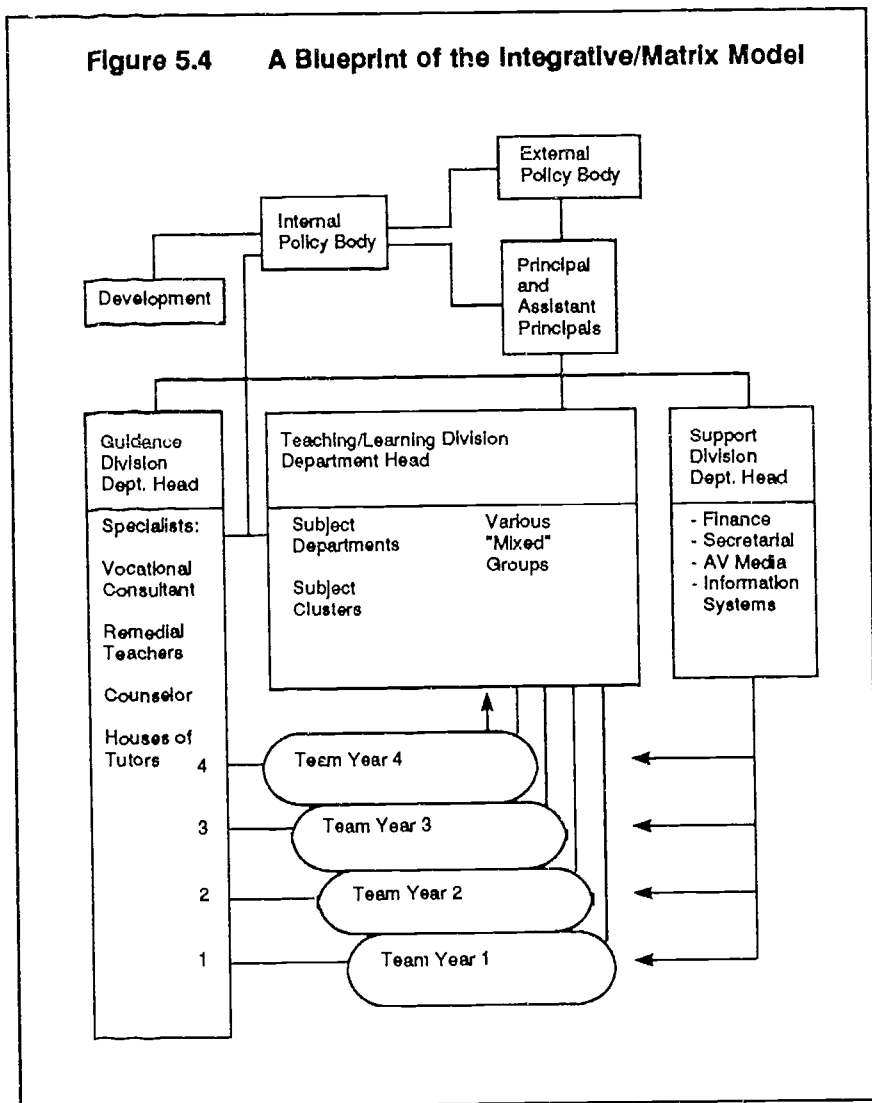 Figure 5.4 A Blueprint of the Integrative/Matrix Model
External
Policy Body
Internal
Policy Body
Development
Principal
and
Assistant
Principals
Guidance
Division
Dept. Head
Specialists:
Vocational
Consultant
Remedial
Teachers
Counselor
Houses of
Tutors
4
3
2
1
Teaching/Learning Division
Department Head
Subject
Departments
Subject
Clusters
Various
"Mixed"
Groups
Support
Division
Dept. Head
- Finance
- Secretarial
- AV Media
- Information
Systems
Team Year 4
Team Year 3
Team Year 2
Team Year 1